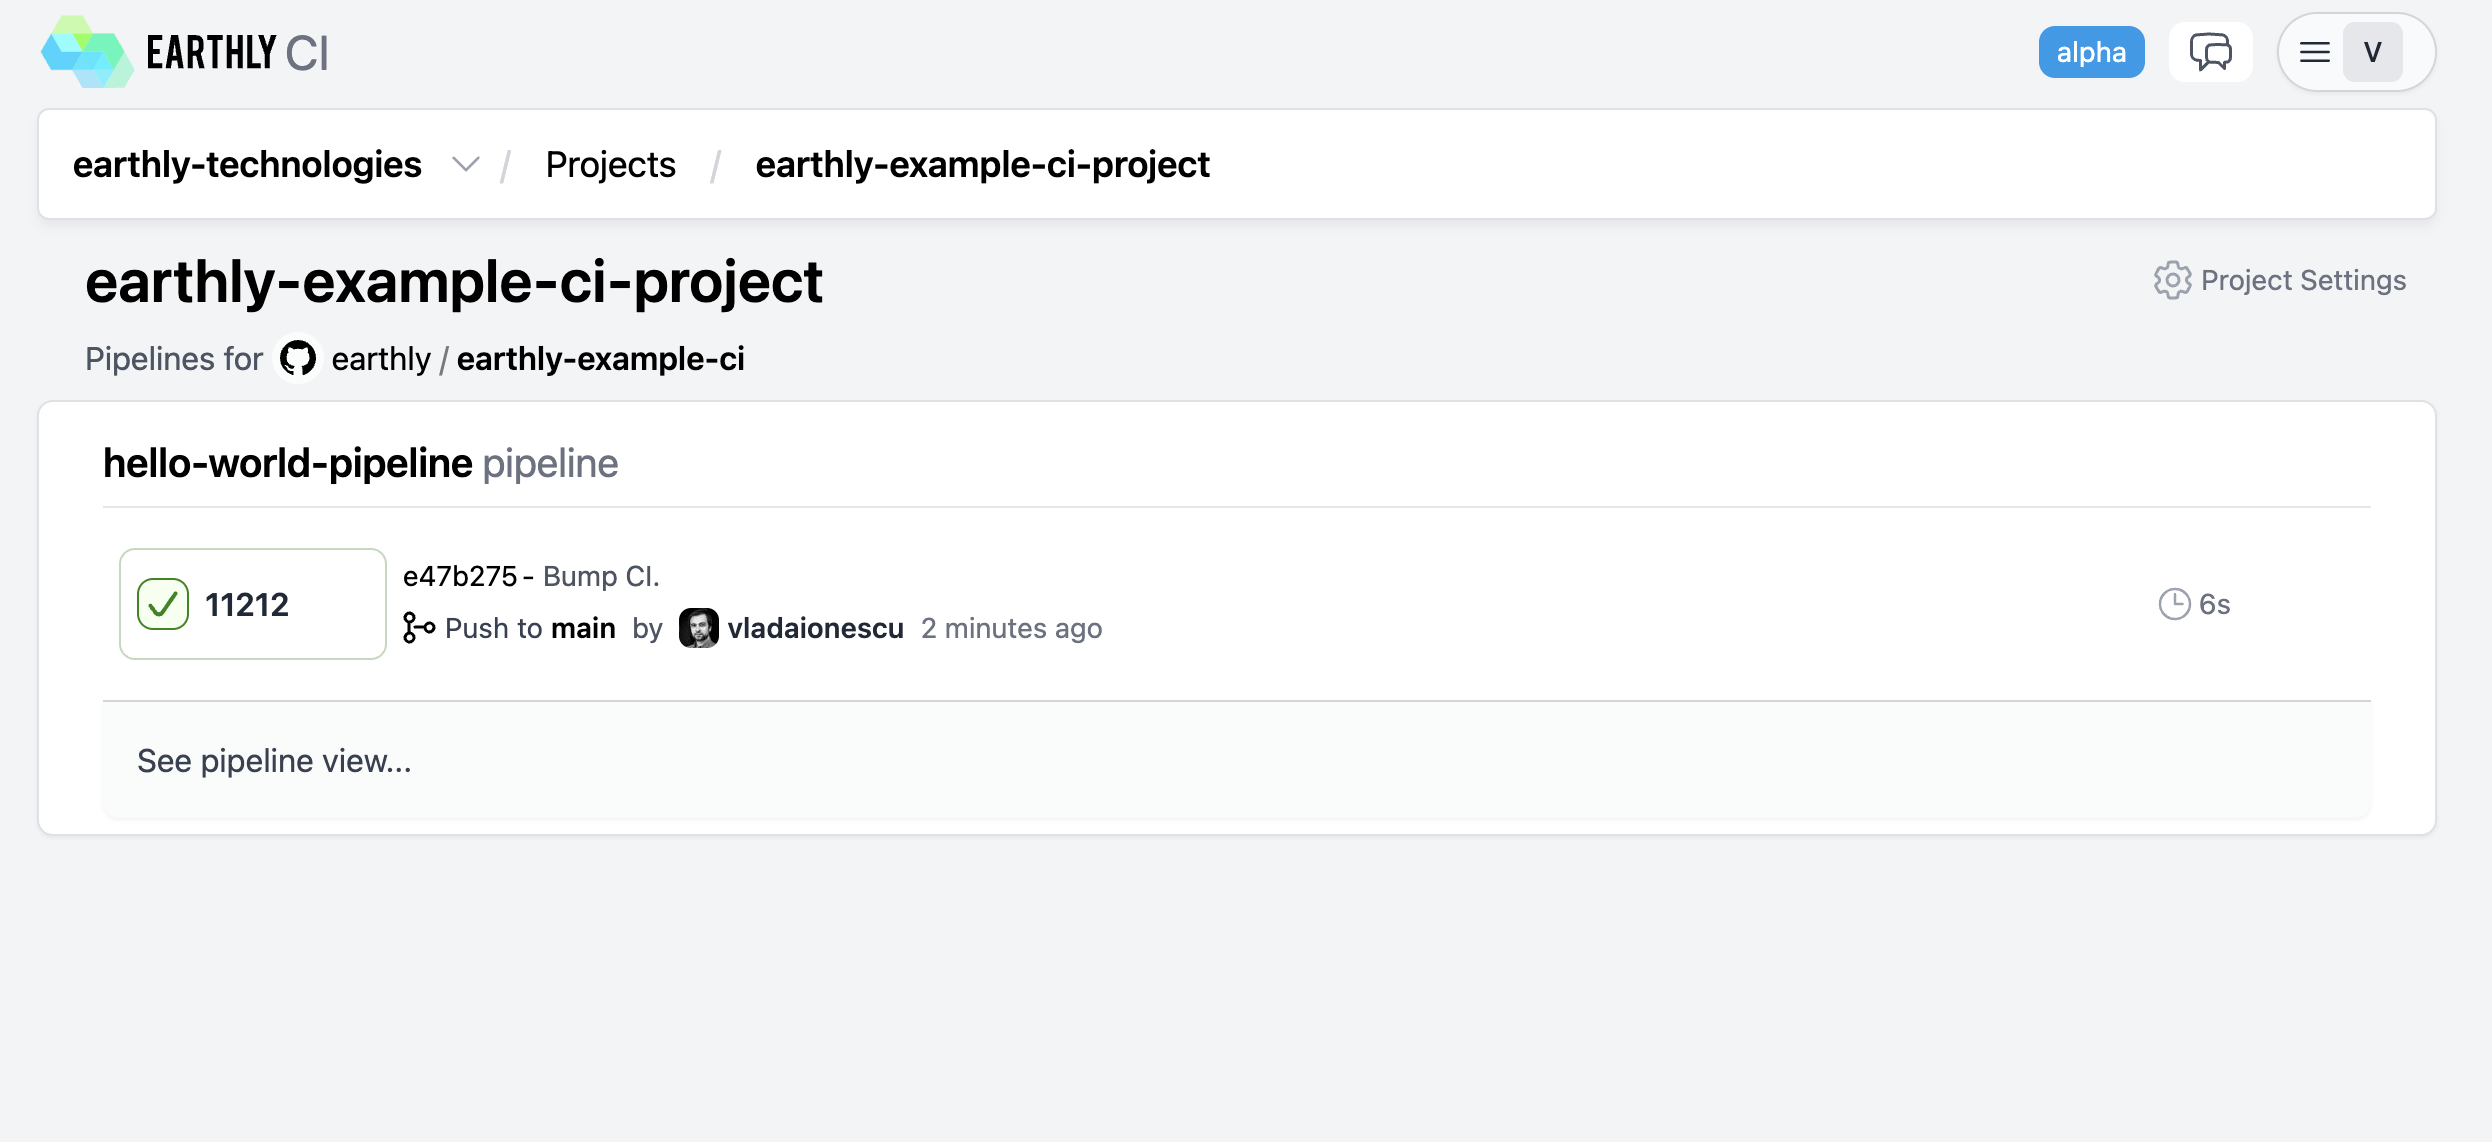 EARTHLY CI
alpha
V
earthly-technologies / Projects / earthly-example-ci-project
earthly-example-ci-project
Project Settings
Pipelines for earthly / earthly-example-ci
hello-world-pipeline pipeline
11212
e47b275 - Bump CI.
Push to main by vladaionescu 2 minutes ago
6s
See pipeline view...